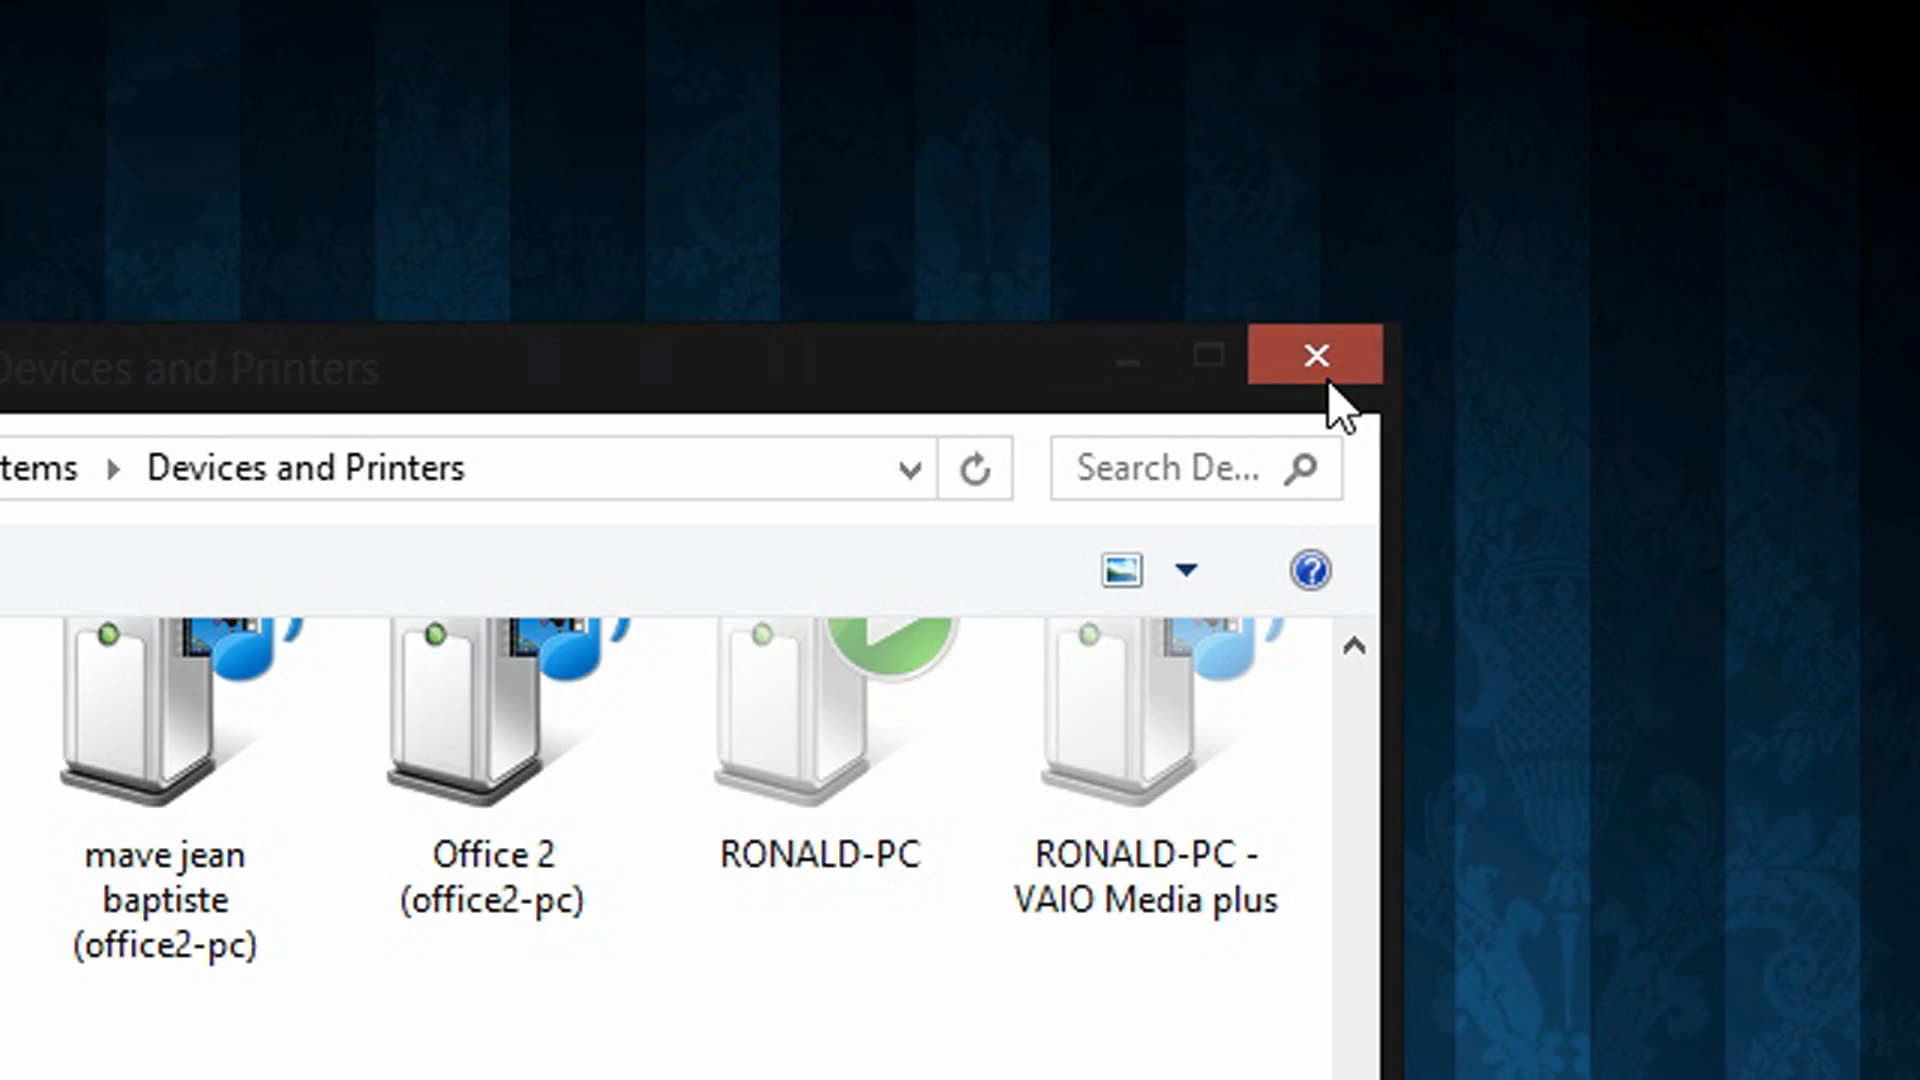 Devices and Printers
tems Devices and Printers
Search De...
mave jean
baptiste
(office2-pc)
Office 2
(office2-pc)
RONALD-PC
RONALD-PC -
VAIO Media plus